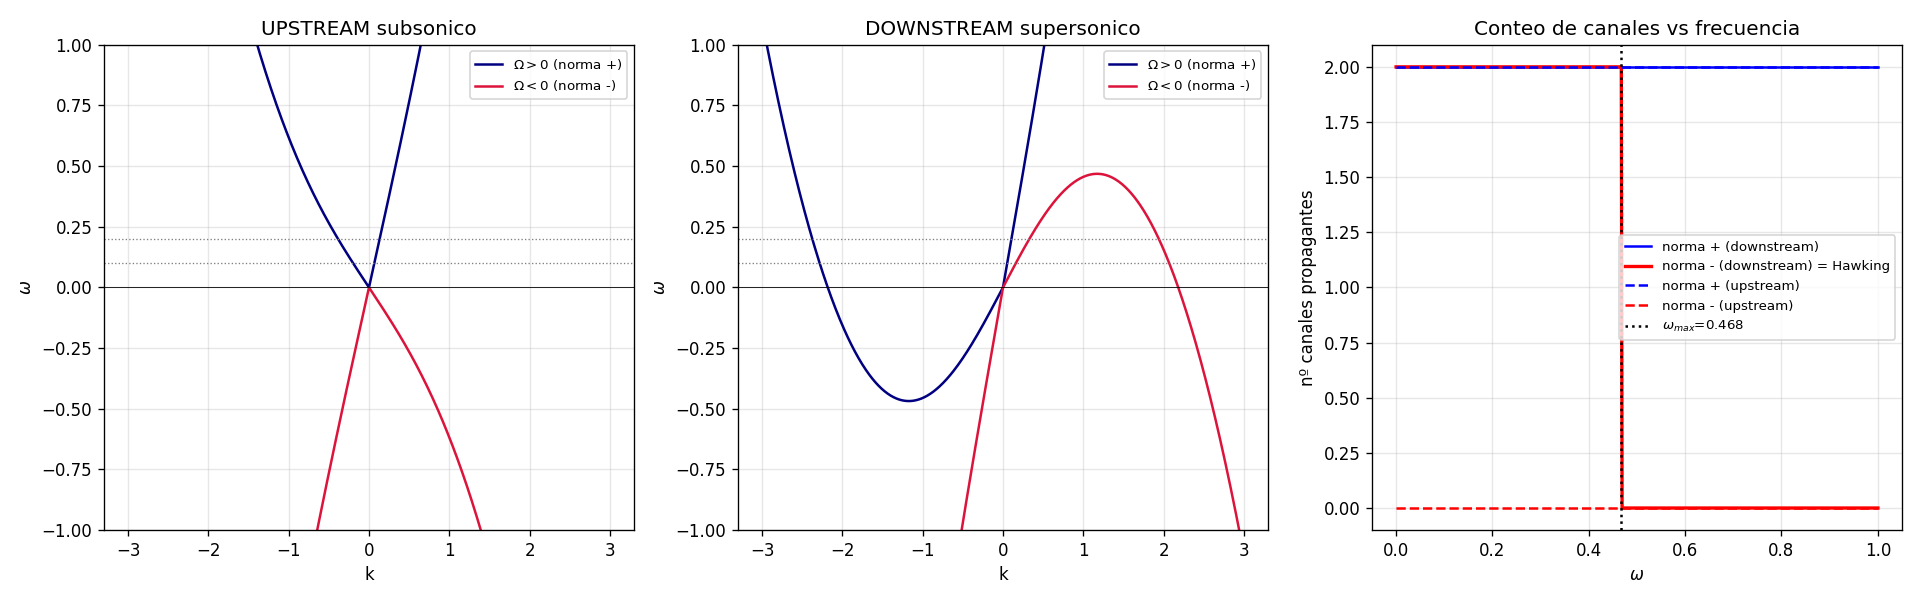 UPSTREAM subsonico
1.00
0.75
0.50
0.25
0.00
−0.25
−0.50
−0.75
−1.00
ω
−3 −2 −1 0 1 2 3
k
Ω > 0 (norma +)
Ω < 0 (norma -)
DOWNSTREAM supersonico
1.00
0.75
0.50
0.25
0.00
−0.25
−0.50
−0.75
−1.00
ω
−3 −2 −1 0 1 2 3
k
Ω > 0 (norma +)
Ω < 0 (norma -)
Conteo de canales vs frecuencia
2.00
1.75
1.50
1.25
1.00
0.75
0.50
0.25
0.00
nº canales propagantes
0.0 0.2 0.4 0.6 0.8 1.0
ω
norma + (downstream)
norma - (downstream) = Hawking
norma + (upstream)
norma - (upstream)
ωmax=0.468